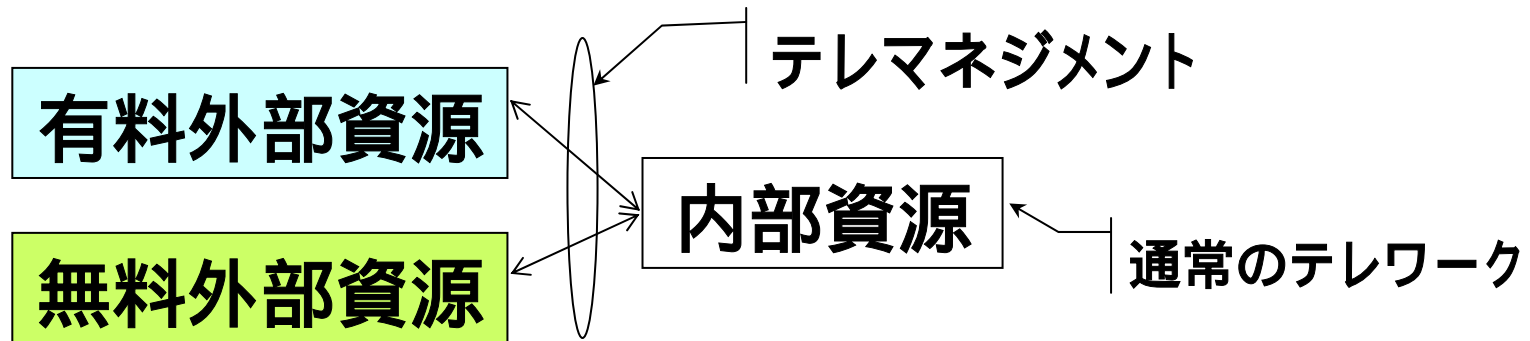 テレマネジメント
有料外部資源
内部資源
通常のテレワーク
無料外部資源